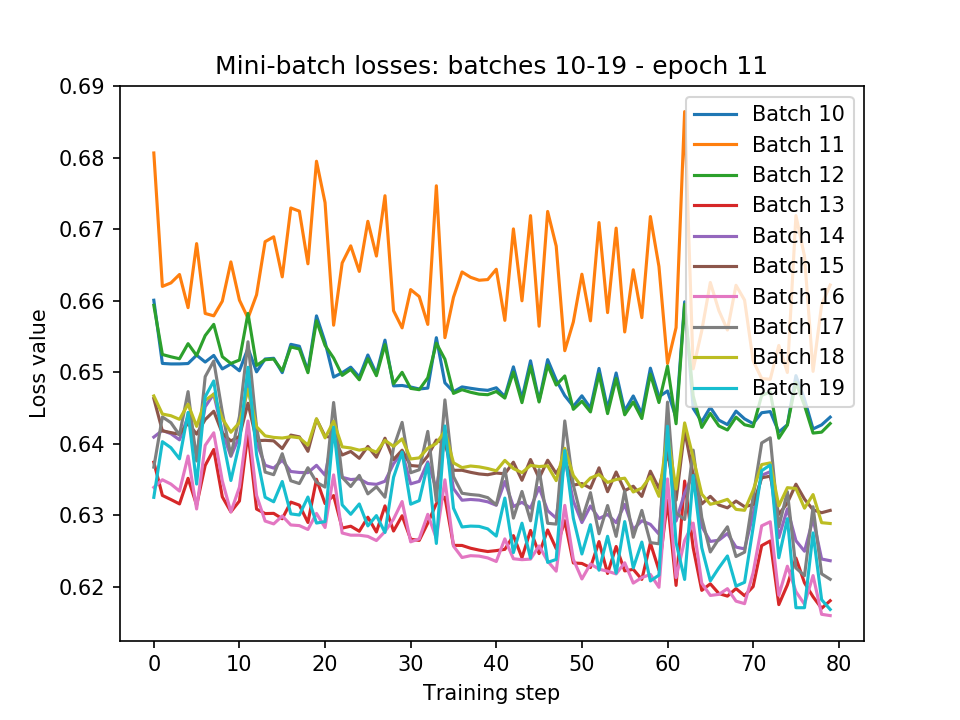 Mini-batch losses: batches 10-19 - epoch 11
0.69
0.68
0.67
0.66
0.65
0.64
0.63
0.62
Loss value
0
10
20
30
40
50
60
70
80
Training step
Batch 10
Batch 11
Batch 12
Batch 13
Batch 14
Batch 15
Batch 16
Batch 17
Batch 18
Batch 19